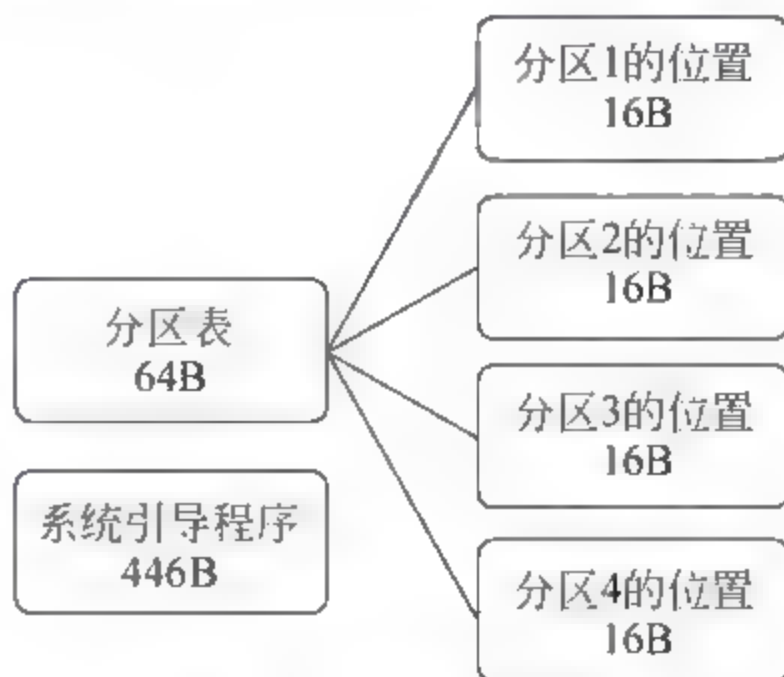 分区表
64B
系统引导程序
446B
分区1的位置
16B
分区2的位置
16B
分区3的位置
16B
分区4的位置
16B